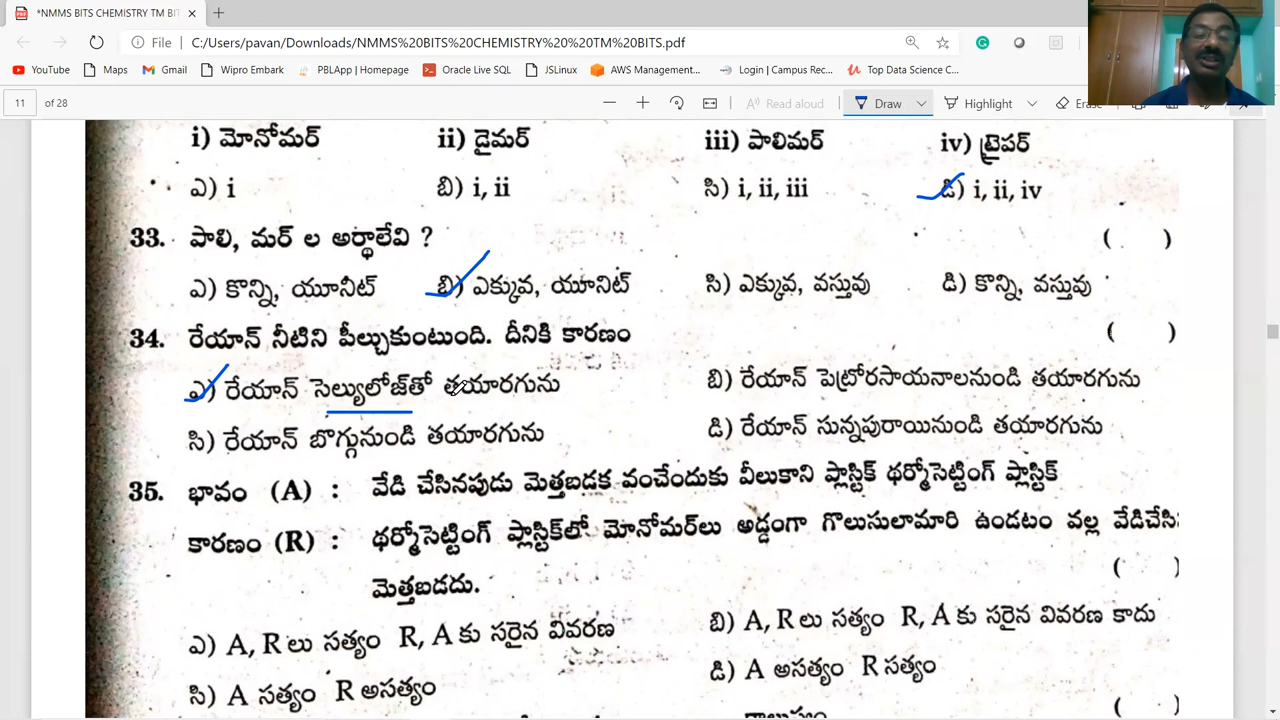 *NMMS BITS CHEMISTRY TM BIT
File C:/Users/pavan/Downloads/NMMS%20BITS%20CHEMISTRY%20%20TM%20BITS.pdf
YouTube Maps Gmail Wipro Embark PBLApp | Homepage Oracle Live SQL JSLinux AWS Management... Login | Campus Rec... Top Data Science C...
11 of 28 Read aloud Draw Highlight Erase
i) మోనోమర్ ii) డైమర్ iii) పాలిమర్ iv) ట్రైపర్
ఎ) i బి) i, ii సి) i, ii, iii డి) i, ii, iv
33. పాలి, మర్ ల అర్థాలేవి ? ( )
ఎ) కొన్ని, యూనీట్ బి) ఎక్కువ, యూనిట్ సి) ఎక్కువ, వస్తువు డి) కొన్ని, వస్తువు
34. రేయాన్ నీటిని పీల్చుకుంటుంది. దీనికి కారణం ( )
ఎ) రేయాన్ సెల్యులోజ్‌తో తయారగును బి) రేయాన్ పెట్రోరసాయనాలనుండి తయారగును
సి) రేయాన్ బొగ్గునుండి తయారగును డి) రేయాన్ సున్నపురాయినుండి తయారగును
35. భావం (A) : వేడి చేసినపుడు మెత్తబడక వంచేందుకు వీలుకాని ప్లాస్టిక్ థర్మోసెట్టింగ్ ప్లాస్టిక్
కారణం (R) : థర్మోసెట్టింగ్ ప్లాస్టిక్‌లో మోనోమర్‌లు అడ్డంగా గొలుసులామారి ఉండటం వల్ల వేడిచేసి
మెత్తబడదు. ( )
ఎ) A, R లు సత్యం R, A కు సరైన వివరణ బి) A, R లు సత్యం R, A కు సరైన వివరణ కాదు
సి) A సత్యం R అసత్యం డి) A అసత్యం R సత్యం
( )